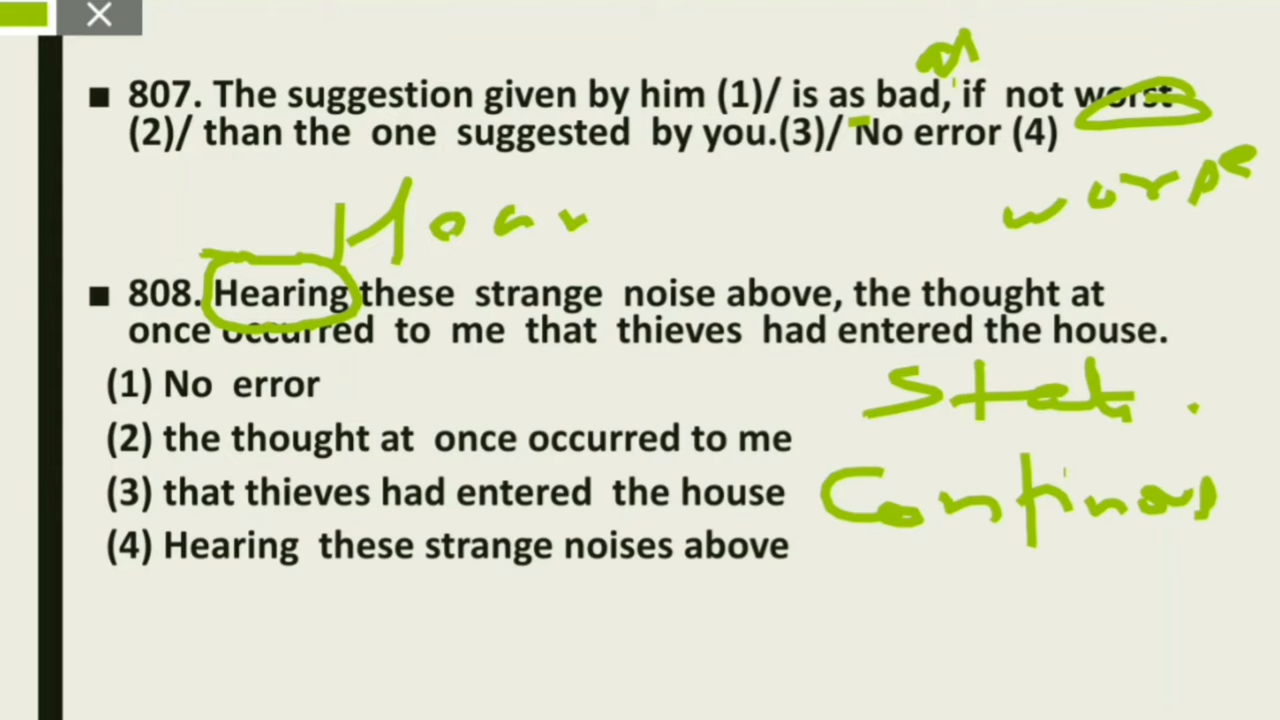 as
■ 807. The suggestion given by him (1)/ is as bad, if not worst
(2)/ than the one suggested by you.(3)/ No error (4)
worse
Hear
■ 808. Hearing these strange noise above, the thought at
once occurred to me that thieves had entered the house.
(1) No error
(2) the thought at once occurred to me
(3) that thieves had entered the house
(4) Hearing these strange noises above